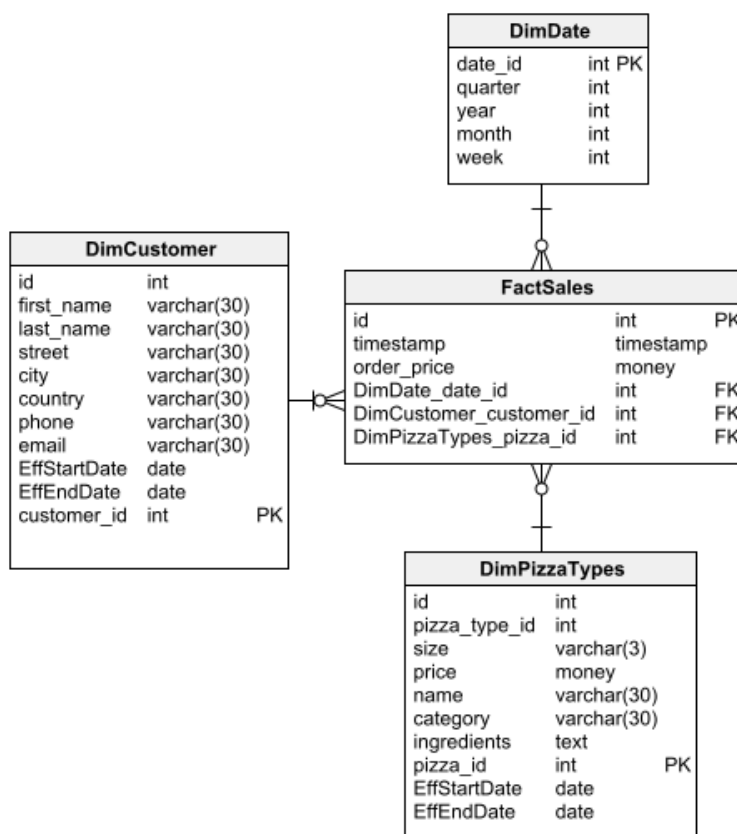 DimDate
date_id int PK
quarter int
year int
month int
week int
DimCustomer
id int
first_name varchar(30)
last_name varchar(30)
street varchar(30)
city varchar(30)
country varchar(30)
phone varchar(30)
email varchar(30)
EffStartDate date
EffEndDate date
customer_id int PK
FactSales
id int PK
timestamp timestamp
order_price money
DimDate_date_id int FK
DimCustomer_customer_id int FK
DimPizzaTypes_pizza_id int FK
DimPizzaTypes
id int
pizza_type_id int
size varchar(3)
price money
name varchar(30)
category varchar(30)
ingredients text
pizza_id int PK
EffStartDate date
EffEndDate date